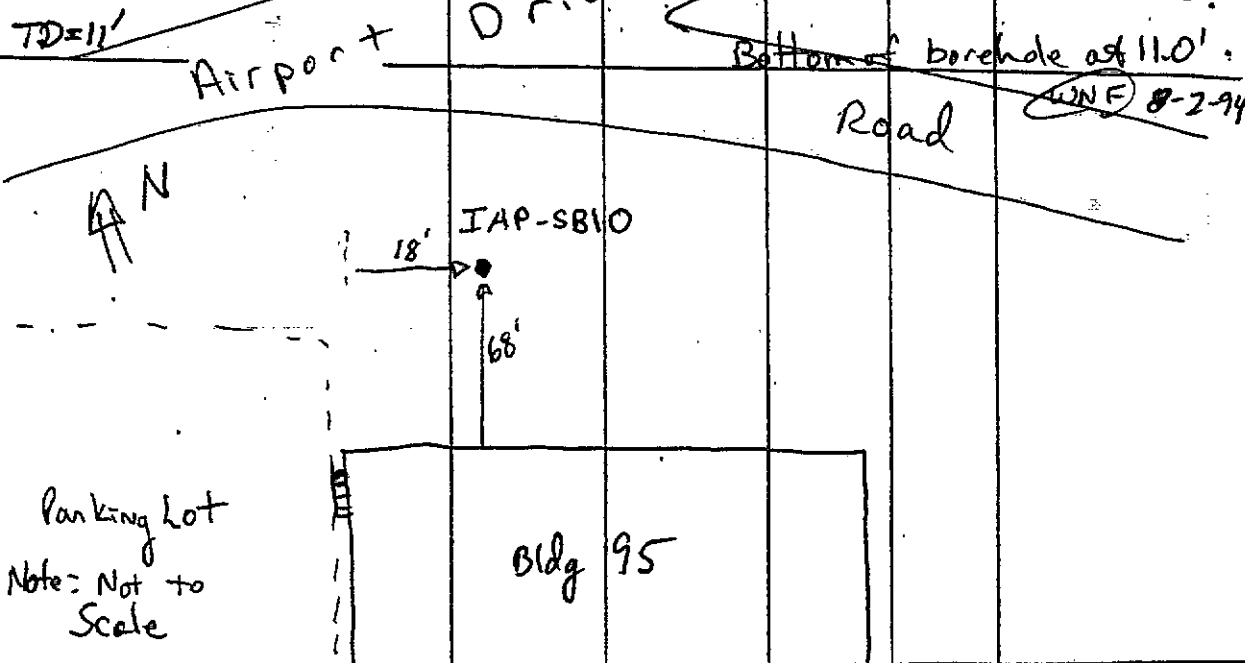 TD=11'
Airport
Bottom of borehole at 11.0'.
WNF 8-2-94
Road
N
IAP-SB10
18'
68'
Parking Lot
Note: Not to
Scale
Bldg 95